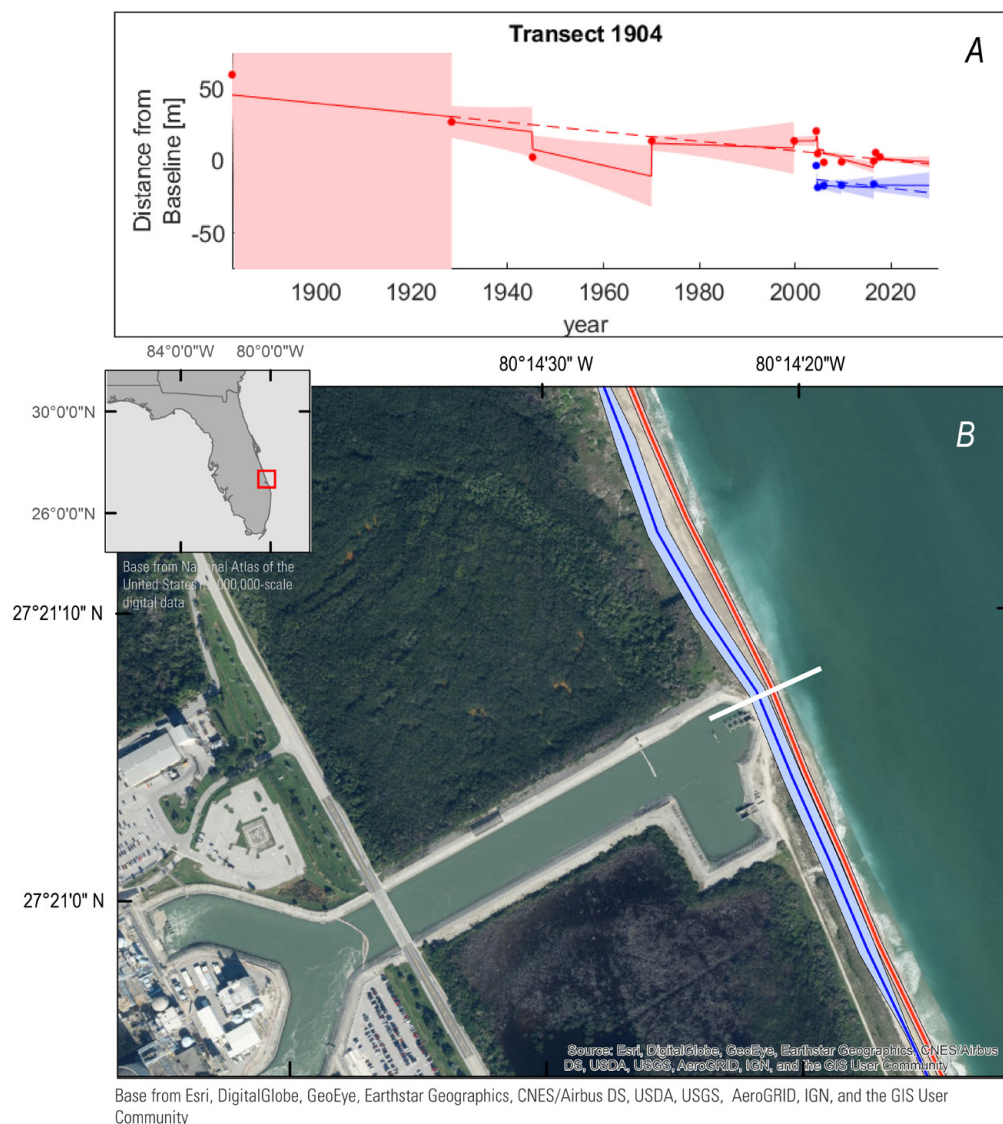 Transect 1904
A
Distance from
Baseline [m]
50
0
-50
1900
1920
1940
1960
1980
2000
2020
year
84°0'0"W
80°0'0"W
80°14'30"W
80°14'20"W
30°0'0"N
26°0'0"N
B
Base from National Atlas of the
United States 1:
000,000-scale
digital data
27°21'10" N
27°21'0" N
Source: Esri, DigitalGlobe, GeoEye, Earthstar Geographics, CNES/Airbus
DS, USDA, USGS, AeroGRID, IGN, and the GIS User Community
Base from Esri, DigitalGlobe, GeoEye, Earthstar Geographics, CNES/Airbus DS, USDA, USGS, AeroGRID, IGN, and the GIS User
Community